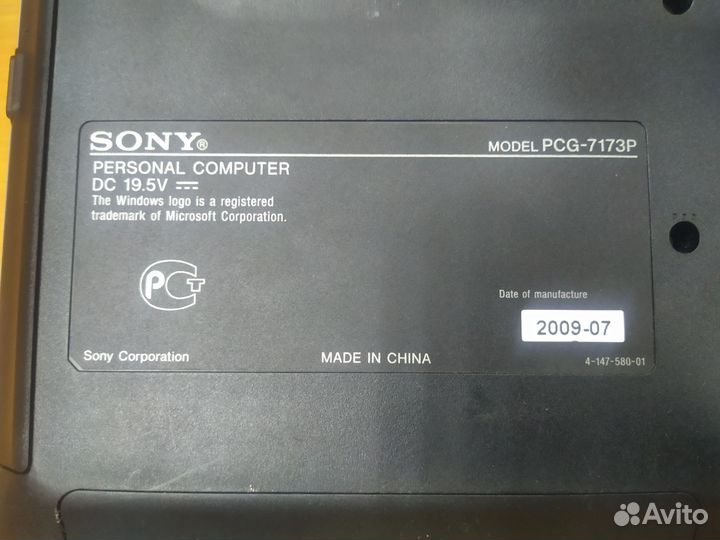 SONY®
MODEL PCG-7173P
PERSONAL COMPUTER
DC 19.5V
The Windows logo is a registered
trademark of Microsoft Corporation.
РСТ
Date of manufacture
2009-07
Sony Corporation
MADE IN CHINA
4-147-580-01
Avito